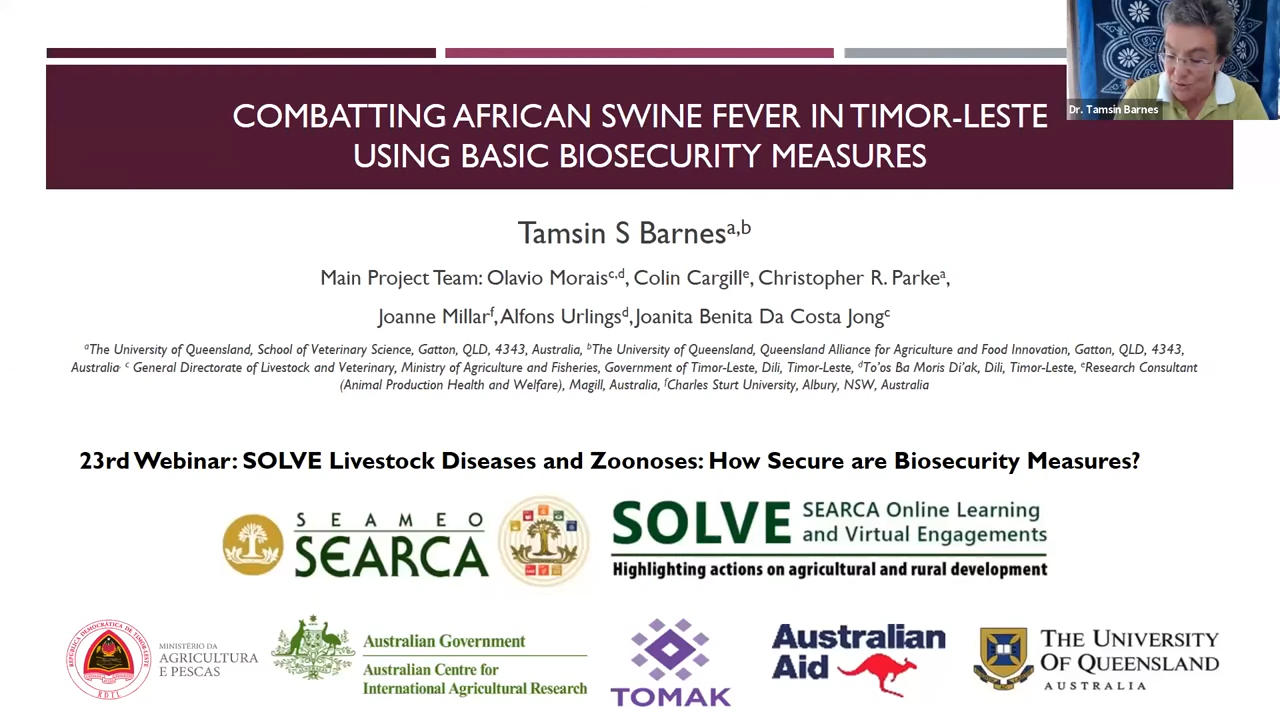 COMBATTING AFRICAN SWINE FEVER IN TIMOR-LESTE
USING BASIC BIOSECURITY MEASURES
Dr. Tamsin Barnes
Tamsin S Barnesa,b
Main Project Team: Olavio Moraisc,d, Colin Cargille, Christopher R. Parkea,
Joanne Millarf, Alfons Urlingsd, Joanita Benita Da Costa Jongc
aThe University of Queensland, School of Veterinary Science, Gatton, QLD, 4343, Australia, bThe University of Queensland, Queensland Alliance for Agriculture and Food Innovation, Gatton, QLD, 4343,
Australia, c General Directorate of Livestock and Veterinary, Ministry of Agriculture and Fisheries, Government of Timor-Leste, Dili, Timor-Leste, dTo'os Ba Moris Di'ak, Dili, Timor-Leste, eResearch Consultant
(Animal Production Health and Welfare), Magill, Australia, fCharles Sturt University, Albury, NSW, Australia
23rd Webinar: SOLVE Livestock Diseases and Zoonoses: How Secure are Biosecurity Measures?
SEAMEO
SEARCA
SOLVE
SEARCA Online Learning
and Virtual Engagements
Highlighting actions on agricultural and rural development
REPÚBLICA DEMOCRÁTICA DE TIMOR-LESTE
RDTL
MINISTÉRIO DA
AGRICULTURA
E PESCAS
Australian Government
Australian Centre for
International Agricultural Research
TOMAK
Australian
Aid
THE UNIVERSITY
OF QUEENSLAND
AUSTRALIA